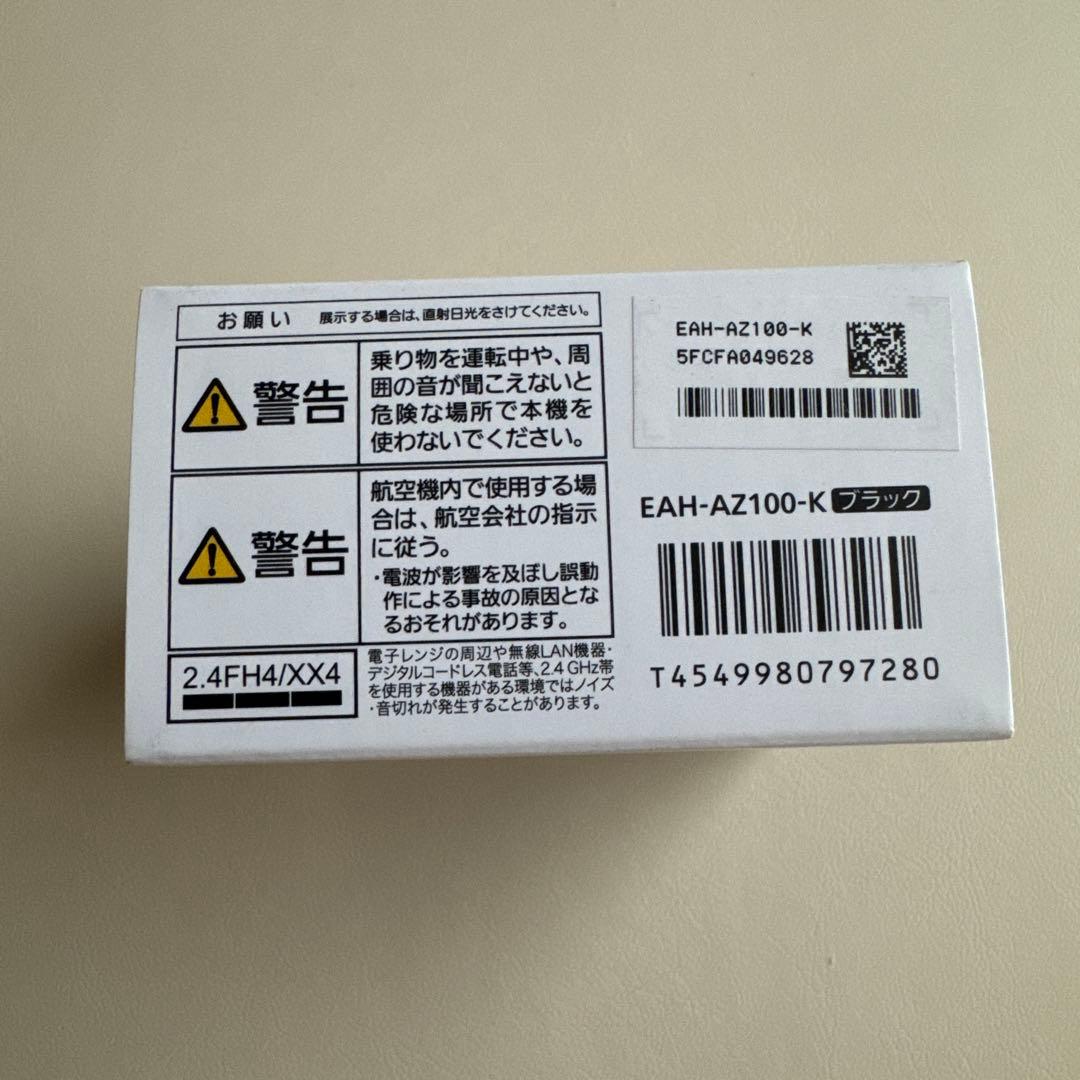 お願い 展示する場合は、直射日光をさけてください。
警告
乗り物を運転中や、周
囲の音が聞こえないと
危険な場所で本機を
使わないでください。
警告
航空機内で使用する場
合は、航空会社の指示
に従う。
・電波が影響を及ぼし誤動
作による事故の原因とな
るおそれがあります。
2.4FH4/XX4
電子レンジの周辺や無線LAN機器・
デジタルコードレス電話等、2.4 GHz帯
を使用する機器がある環境ではノイズ
・音切れが発生することがあります。
EAH-AZ100-K
5FCFA049628
EAH-AZ100-K ブラック
T4549980797280